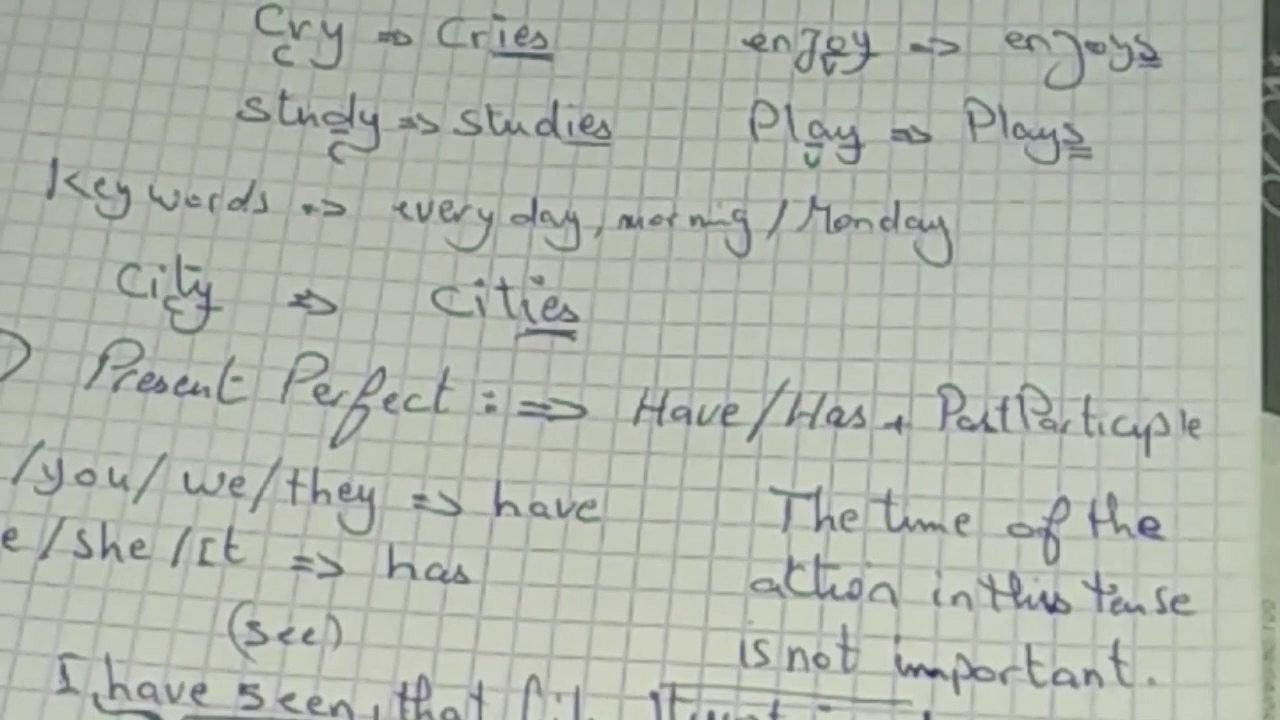 Cry => Cries enjoy => enjoys
Study => Studies Play => Plays
Key words => every day, morning / Monday
City => Cities
Present Perfect : => Have / Has + Past Participle
/ you / we / they => have
e / she / It => has
The time of the
action in this tense
is not important.
(see)
I have seen, that